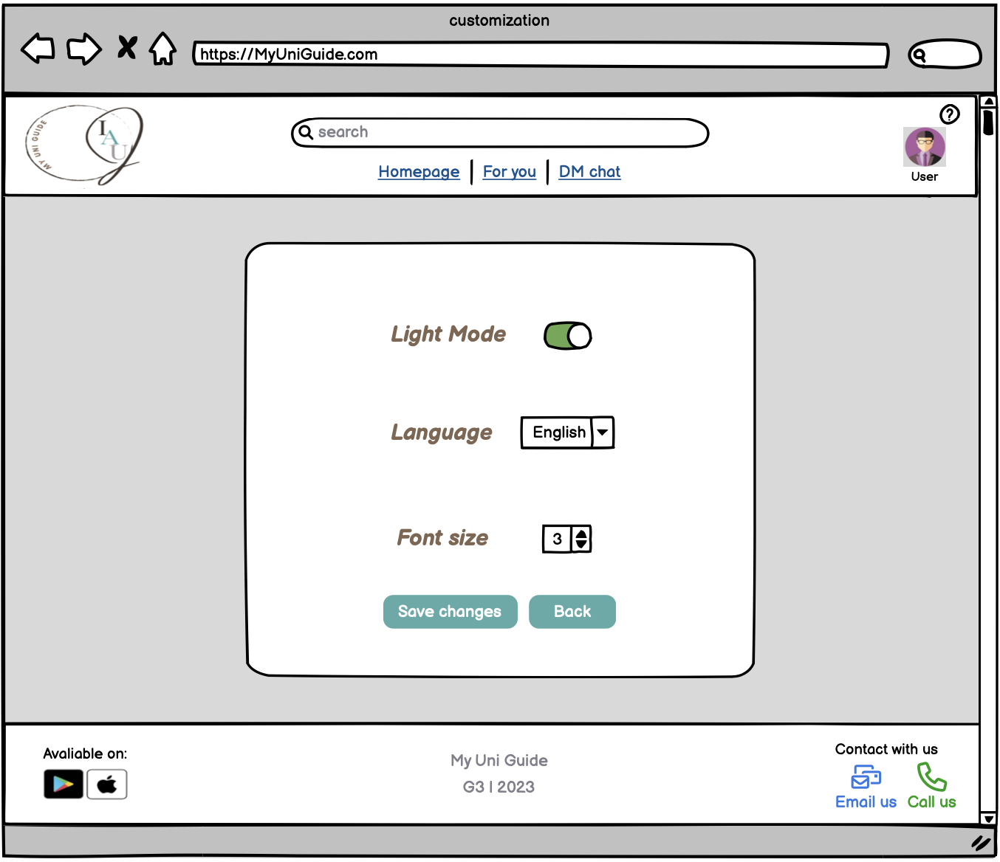 customization
https://MyUniGuide.com
MY UNI GUIDE
IAU
search
?
Homepage | For you | DM chat
User
Light Mode
Language English
Font size 3
Save changes Back
Avaliable on:
My Uni Guide
G3 | 2023
Contact with us
Email us Call us